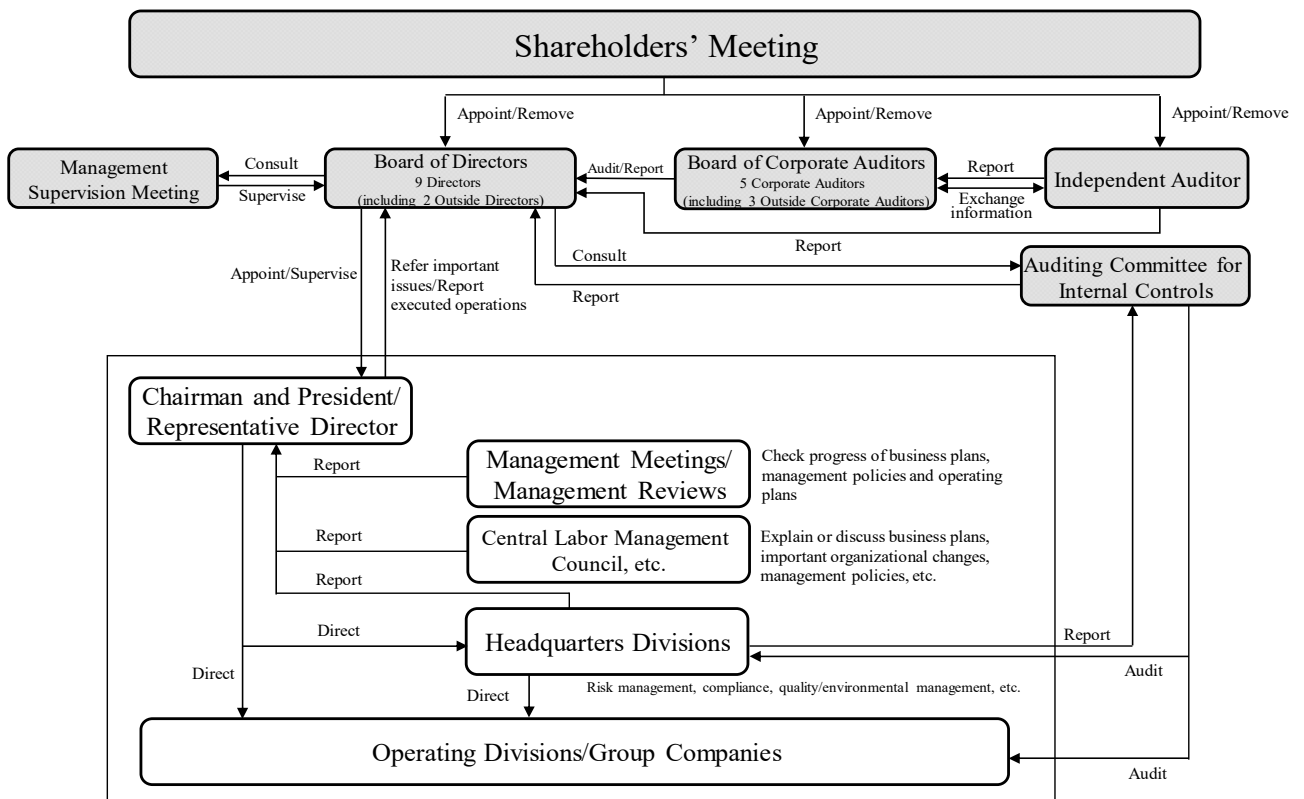 Shareholders’ Meeting
Appoint/Remove
Appoint/Remove
Appoint/Remove
Management
Supervision Meeting
Consult
Supervise
Board of Directors
9 Directors
(including 2 Outside Directors)
Audit/Report
Board of Corporate Auditors
5 Corporate Auditors
(including 3 Outside Corporate Auditors)
Report
Exchange
information
Independent Auditor
Report
Appoint/Supervise
Refer important
issues/Report
executed operations
Consult
Report
Auditing Committee for
Internal Controls
Chairman and President/
Representative Director
Report
Management Meetings/
Management Reviews
Check progress of business plans,
management policies and operating
plans
Report
Central Labor Management
Council, etc.
Explain or discuss business plans,
important organizational changes,
management policies, etc.
Report
Direct
Headquarters Divisions
Report
Audit
Direct
Direct
Risk management, compliance, quality/environmental management, etc.
Operating Divisions/Group Companies
Audit